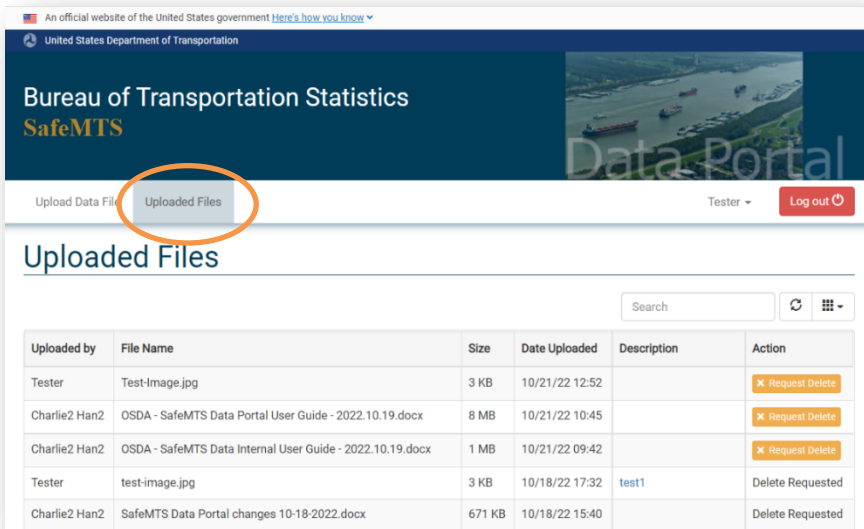 An official website of the United States government Here's how you know
United States Department of Transportation
Bureau of Transportation Statistics
SafeMTS
Data Portal
Upload Data File Uploaded Files Tester Log out
Uploaded Files
Search
Uploaded by File Name Size Date Uploaded Description Action
Tester Test-Image.jpg 3 KB 10/21/22 12:52 Request Delete
Charlie2 Han2 OSDA - SafeMTS Data Portal User Guide - 2022.10.19.docx 8 MB 10/21/22 10:45 Request Delete
Charlie2 Han2 OSDA - SafeMTS Data Internal User Guide - 2022.10.19.docx 1 MB 10/21/22 09:42 Request Delete
Tester test-image.jpg 3 KB 10/18/22 17:32 test1 Delete Requested
Charlie2 Han2 SafeMTS Data Portal changes 10-18-2022.docx 671 KB 10/18/22 15:40 Delete Requested